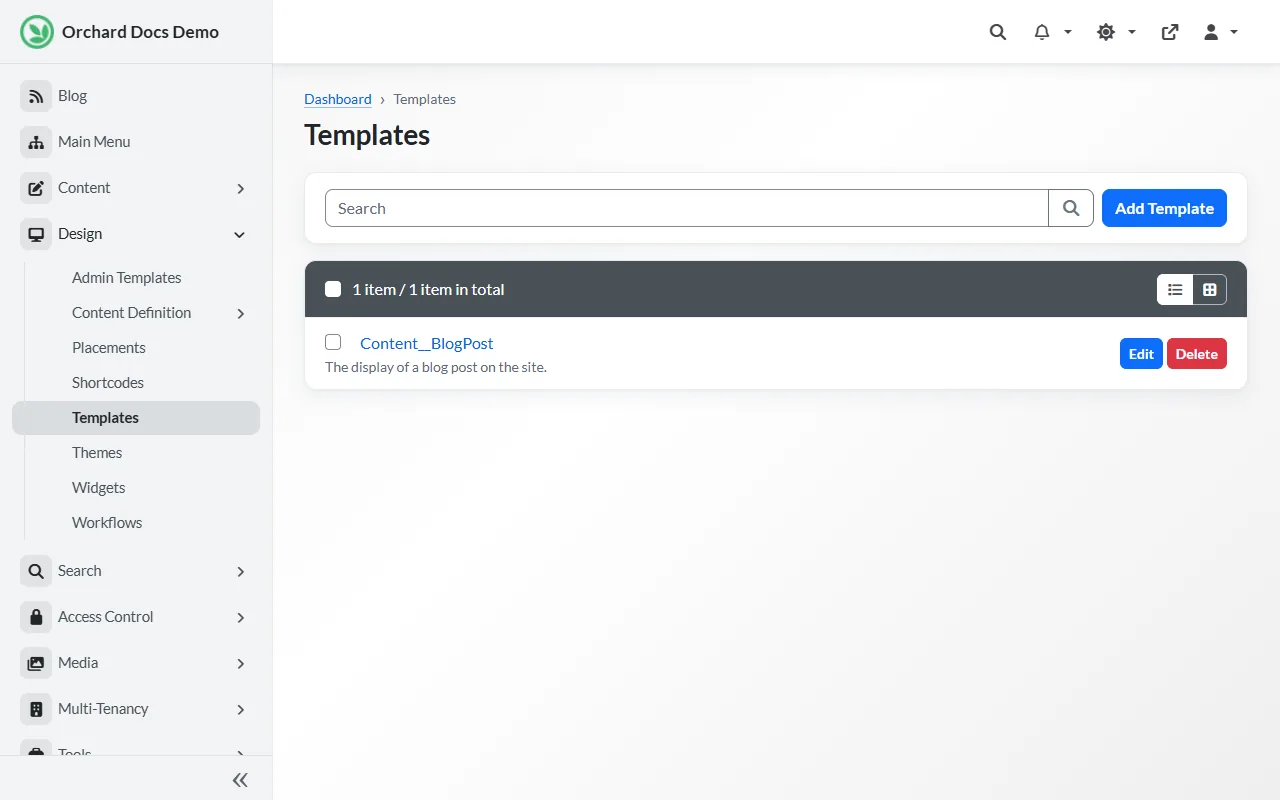 Orchard Docs Demo
Blog
Main Menu
Content
Design
Admin Templates
Content Definition
Placements
Shortcodes
Templates
Themes
Widgets
Workflows
Search
Access Control
Media
Multi-Tenancy
Tools
Dashboard › Templates
Templates
Search
Add Template
1 item / 1 item in total
Content__BlogPost
The display of a blog post on the site.
Edit
Delete